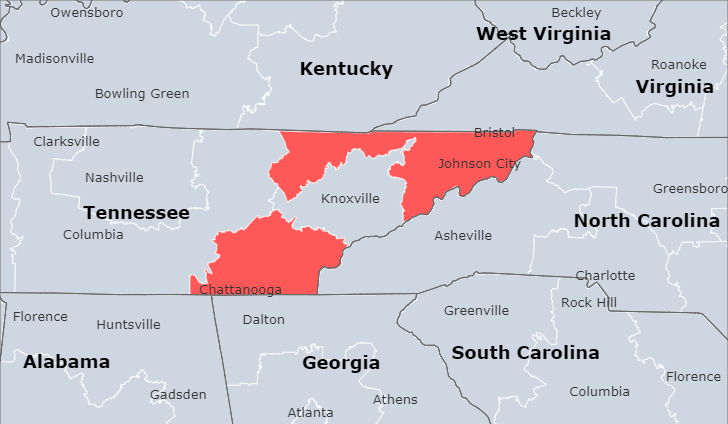 Owensboro
Beckley
West Virginia
Madisonville
Kentucky
Roanoke
Virginia
Bowling Green
Bristol
Clarksville
Johnson City
Nashville
Greensboro
Knoxville
Tennessee
North Carolina
Columbia
Asheville
Charlotte
Chattanooga
Rock Hill
Florence
Huntsville
Dalton
Greenville
Alabama
Georgia
South Carolina
Florence
Gadsden
Columbia
Athens
Atlanta